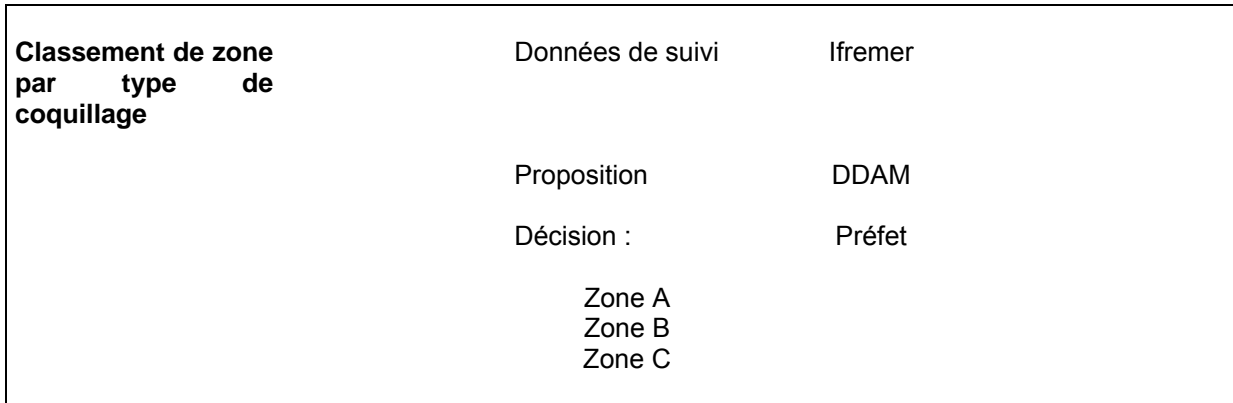 Classement de zone Données de suivi Ifremer
par type de
coquillage
Proposition DDAM
Décision : Préfet
Zone A
Zone B
Zone C